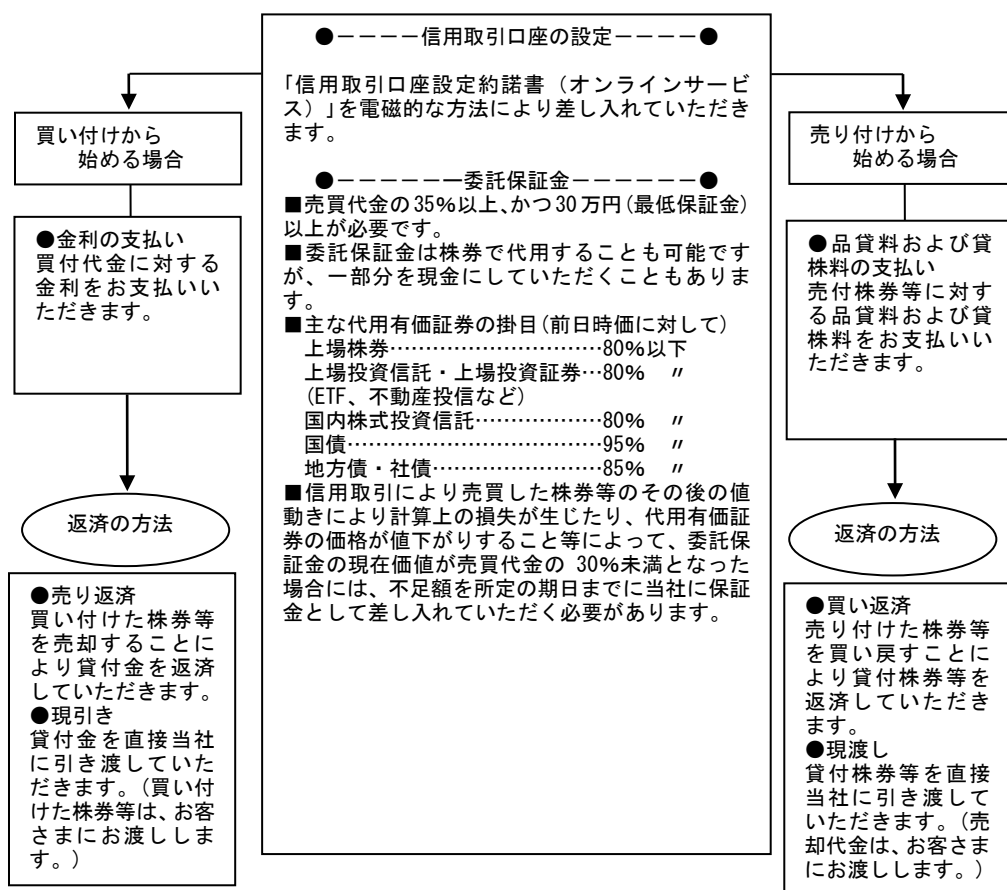 ●－－－－信用取引口座の設定－－－－●
「信用取引口座設定約諾書（オンラインサービ
ス）」を電磁的な方法により差し入れていただき
ます。
●－－－－－－委託保証金－－－－－－●
■売買代金の35％以上、かつ30万円（最低保証金）
以上が必要です。
■委託保証金は株券で代用することも可能です
が、一部分を現金にしていただくこともありま
す。
■主な代用有価証券の掛目（前日時価に対して）
上場株券…………………………80％以下
上場投資信託・上場投資証券…80％　〃
(ETF、不動産投信など)
国内株式投資信託………………80％　〃
国債………………………………95％　〃
地方債・社債……………………85％　〃
■信用取引により売買した株券等のその後の値
動きにより計算上の損失が生じたり、代用有価証
券の価格が値下がりすること等によって、委託保
証金の現在価値が売買代金の 30％未満となった
場合には、不足額を所定の期日までに当社に保証
金として差し入れていただく必要があります。
買い付けから
始める場合
●金利の支払い
買付代金に対する
金利をお支払いい
ただきます。
返済の方法
●売り返済
買い付けた株券等
を売却することに
より貸付金を返済
していただきます。
●現引き
貸付金を直接当社
に引き渡していた
だきます。（買い付
けた株券等は、お客
さまにお渡ししま
す。）
売り付けから
始める場合
●品貸料および貸
株料の支払い
売付株券等に対す
る品貸料および貸
株料をお支払いい
ただきます。
返済の方法
●買い返済
売り付けた株券等
を買い戻すことに
より貸付株券等を
返済していただき
ます。
●現渡し
貸付株券等を直接
当社に引き渡して
いただきます。（売
却代金は、お客さま
にお渡しします。）